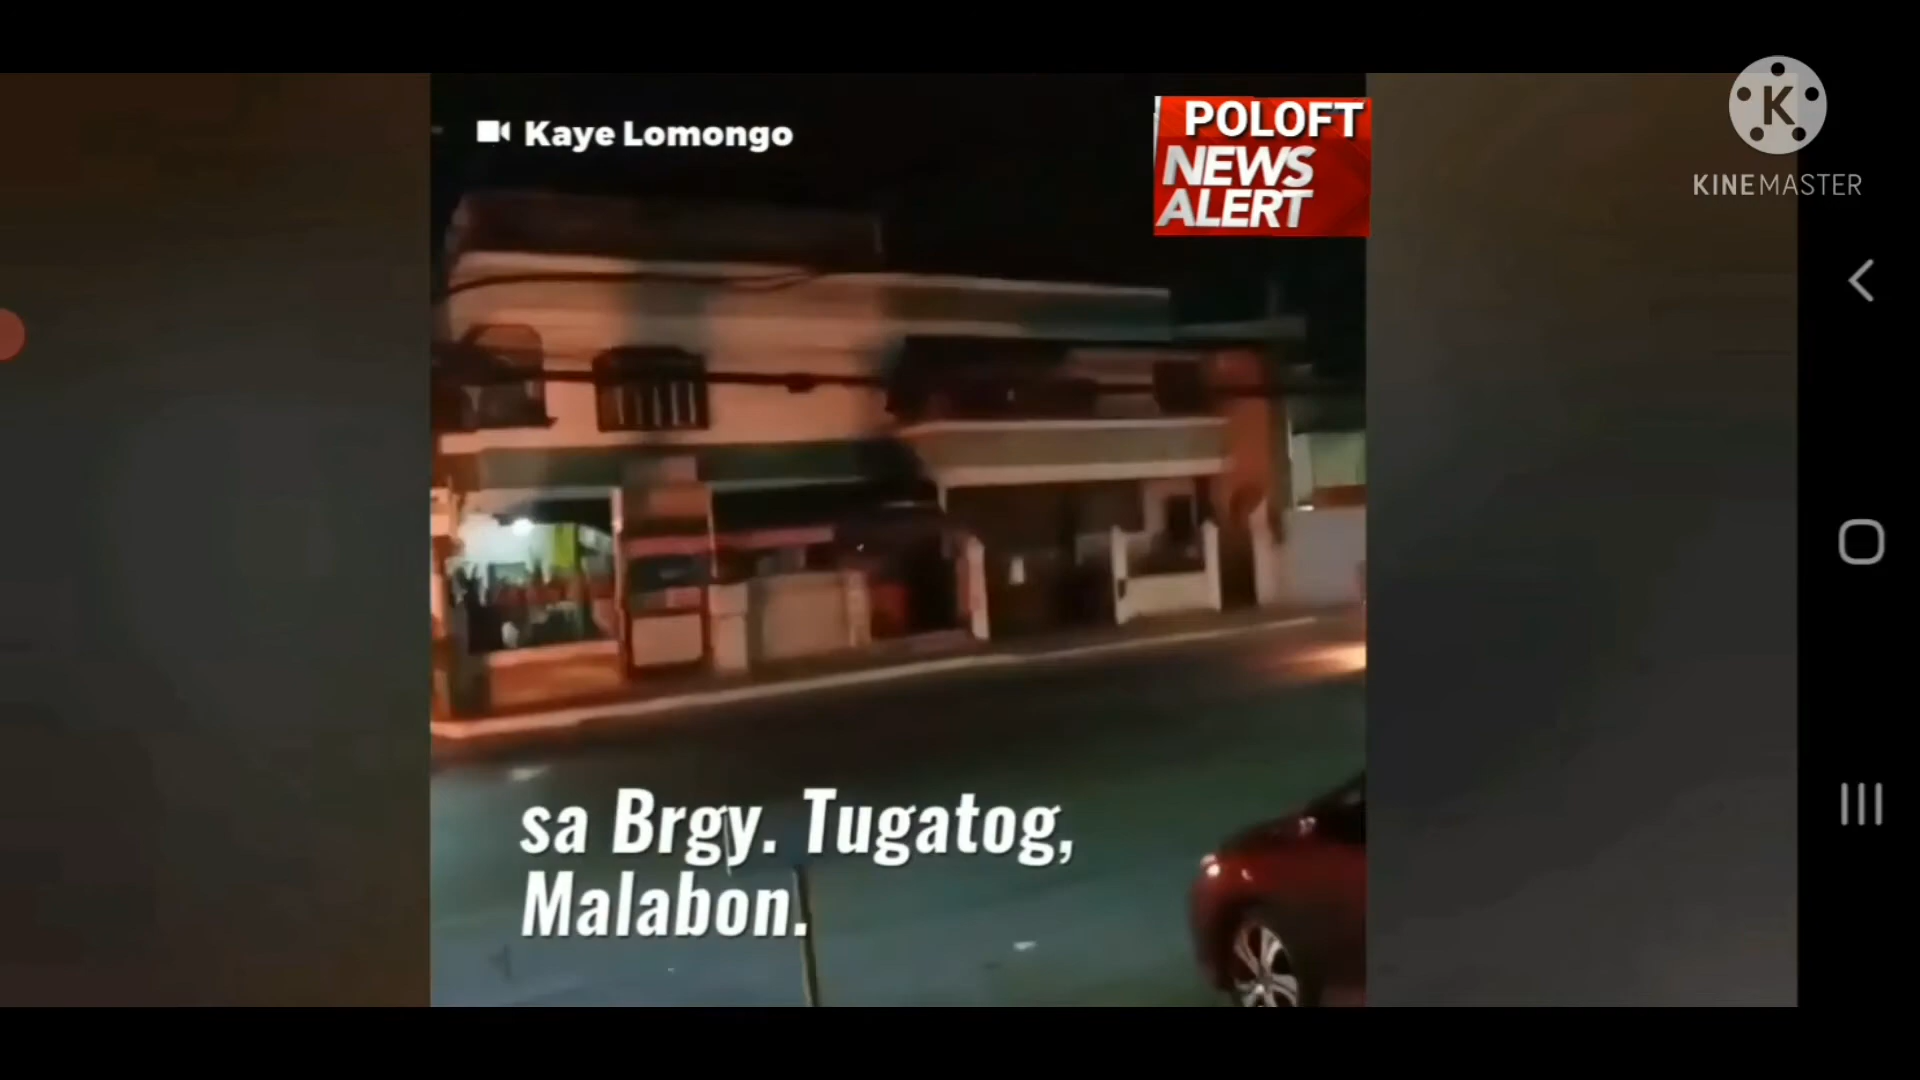 Kaye Lomongo
POLOFT
NEWS
ALERT
K
KINEMASTER
sa Brgy. Tugatog,
Malabon.